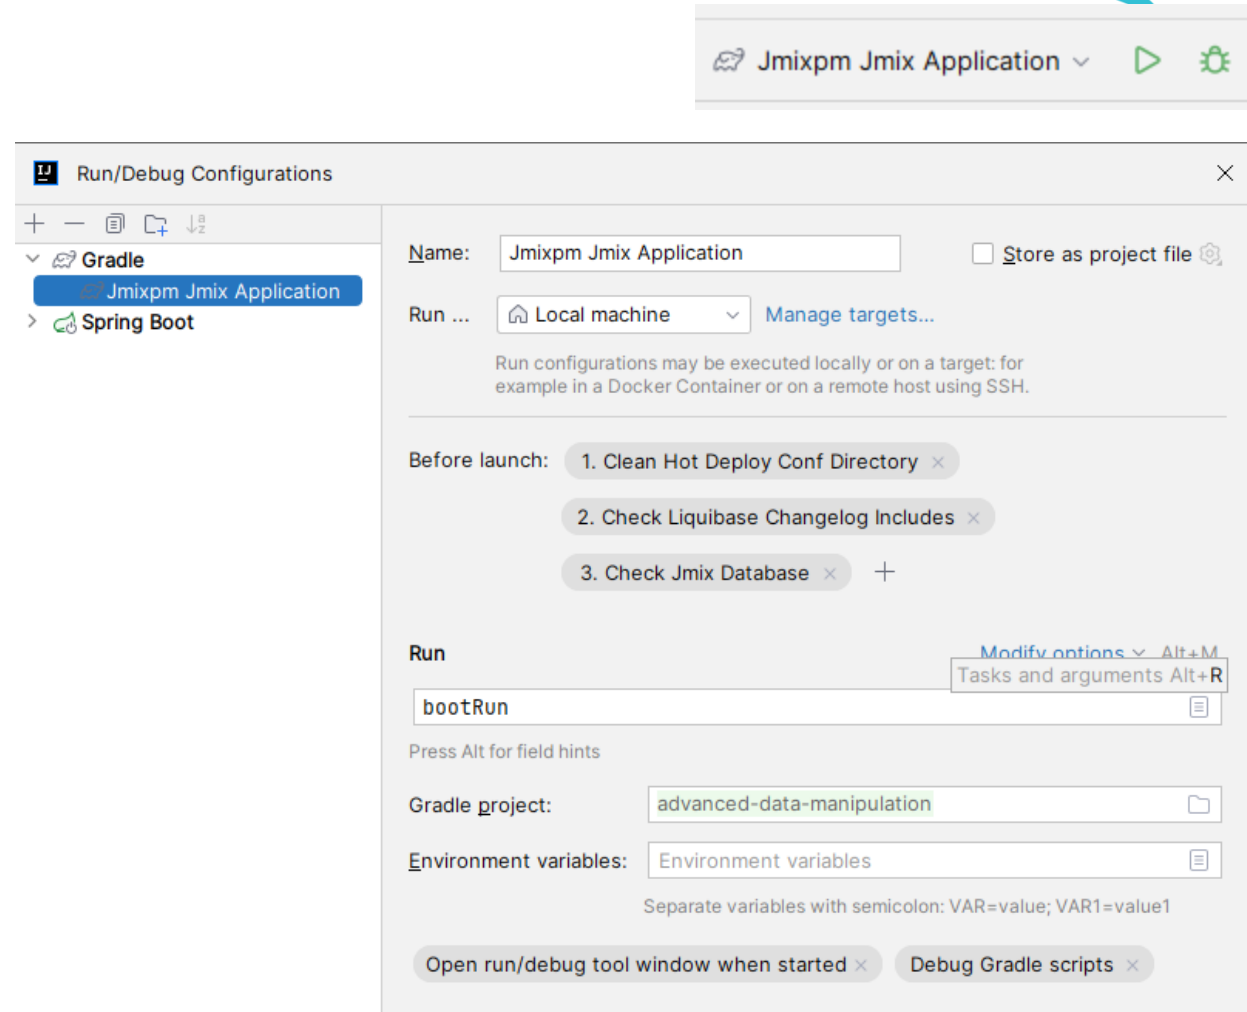 Jmixpm Jmix Application
IJ
Run/Debug Configurations
Gradle
Jmixpm Jmix Application
Spring Boot
Name: Jmixpm Jmix Application Store as project file
Run ... Local machine Manage targets...
Run configurations may be executed locally or on a target: for
example in a Docker Container or on a remote host using SSH.
Before launch: 1. Clean Hot Deploy Conf Directory ×
2. Check Liquibase Changelog Includes ×
3. Check Jmix Database ×
Run Modify options Alt+M
Tasks and arguments Alt+R
bootRun
Press Alt for field hints
Gradle project: advanced-data-manipulation
Environment variables: Environment variables
Separate variables with semicolon: VAR=value; VAR1=value1
Open run/debug tool window when started × Debug Gradle scripts ×